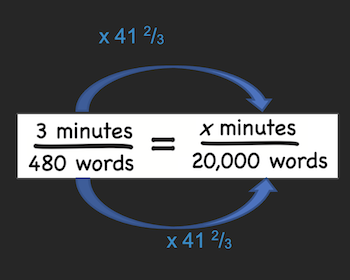 x 41 ²/₃
3 minutes = x minutes
480 words 20,000 words
x 41 ²/₃